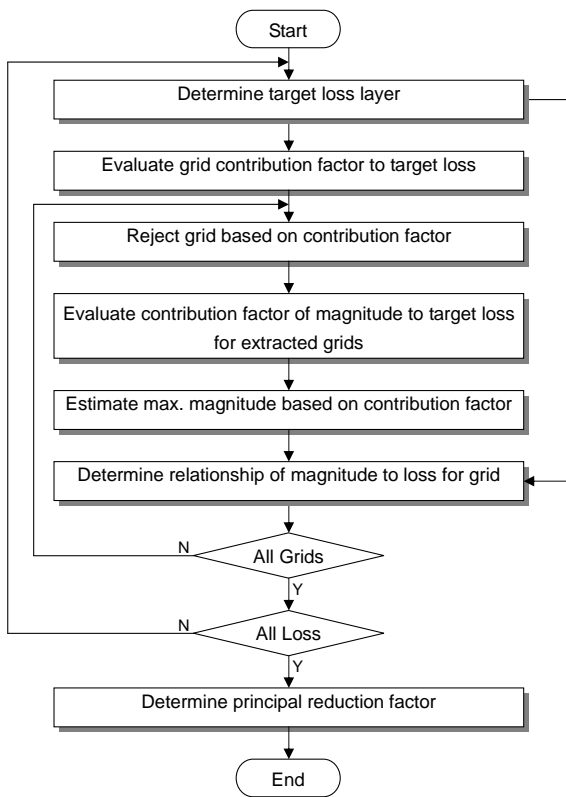 Start
Determine target loss layer
Evaluate grid contribution factor to target loss
Reject grid based on contribution factor
Evaluate contribution factor of magnitude to target loss
for extracted grids
Estimate max. magnitude based on contribution factor
Determine relationship of magnitude to loss for grid
N
All Grids
Y
N
All Loss
Y
Determine principal reduction factor
End